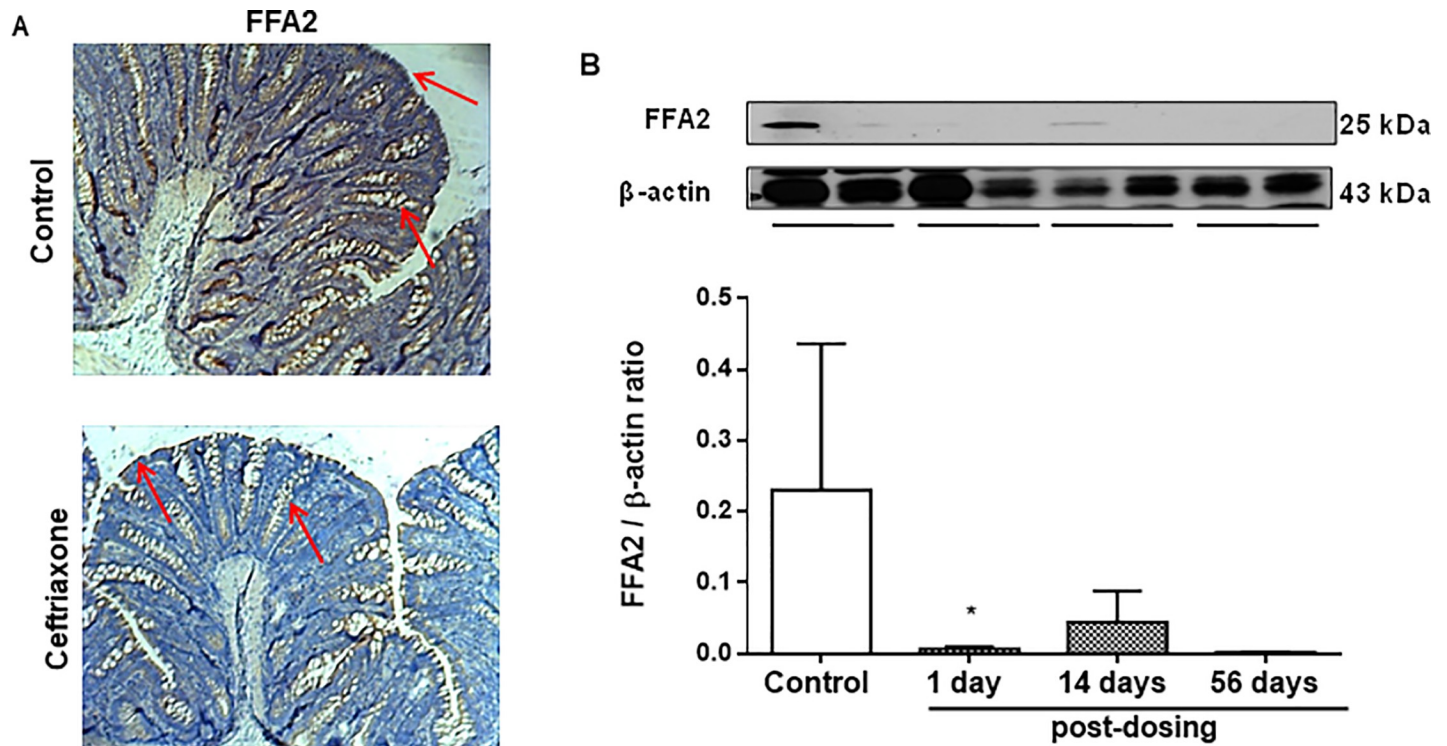 A
FFA2
Control
Ceftriaxone
B
FFA2
25 kDa
β-actin
43 kDa
FFA2 / β-actin ratio
0.5
0.4
0.3
0.2
0.1
0.0
*
Control
1 day
14 days
56 days
post-dosing